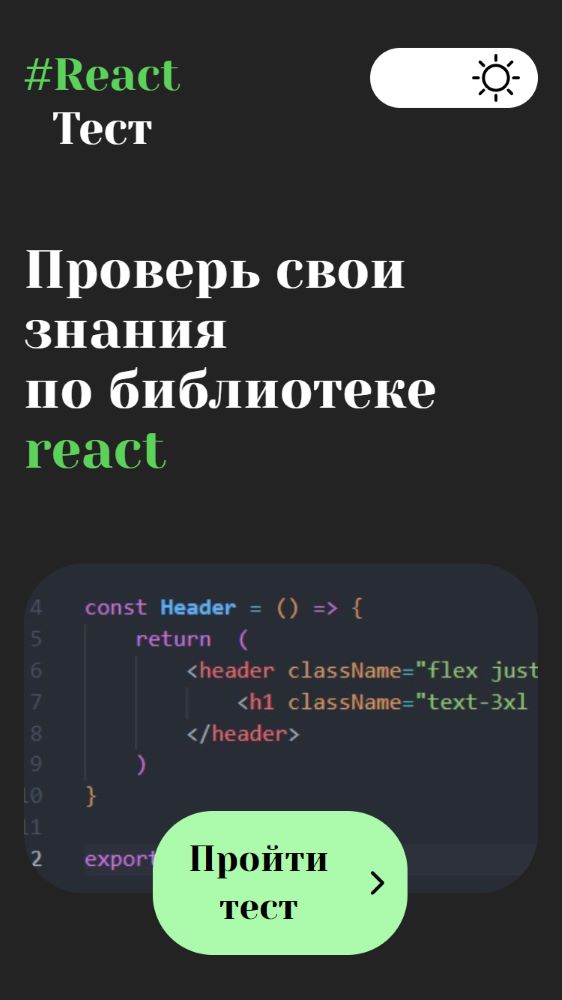 #React
Тест
Проверь свои
знания
по библиотеке
react
4 const Header = () => {
5 return (
6 <header className="flex just
7 <h1 className="text-3xl
8 </header>
9 )
10 }
11
2 export
Пройти
тест